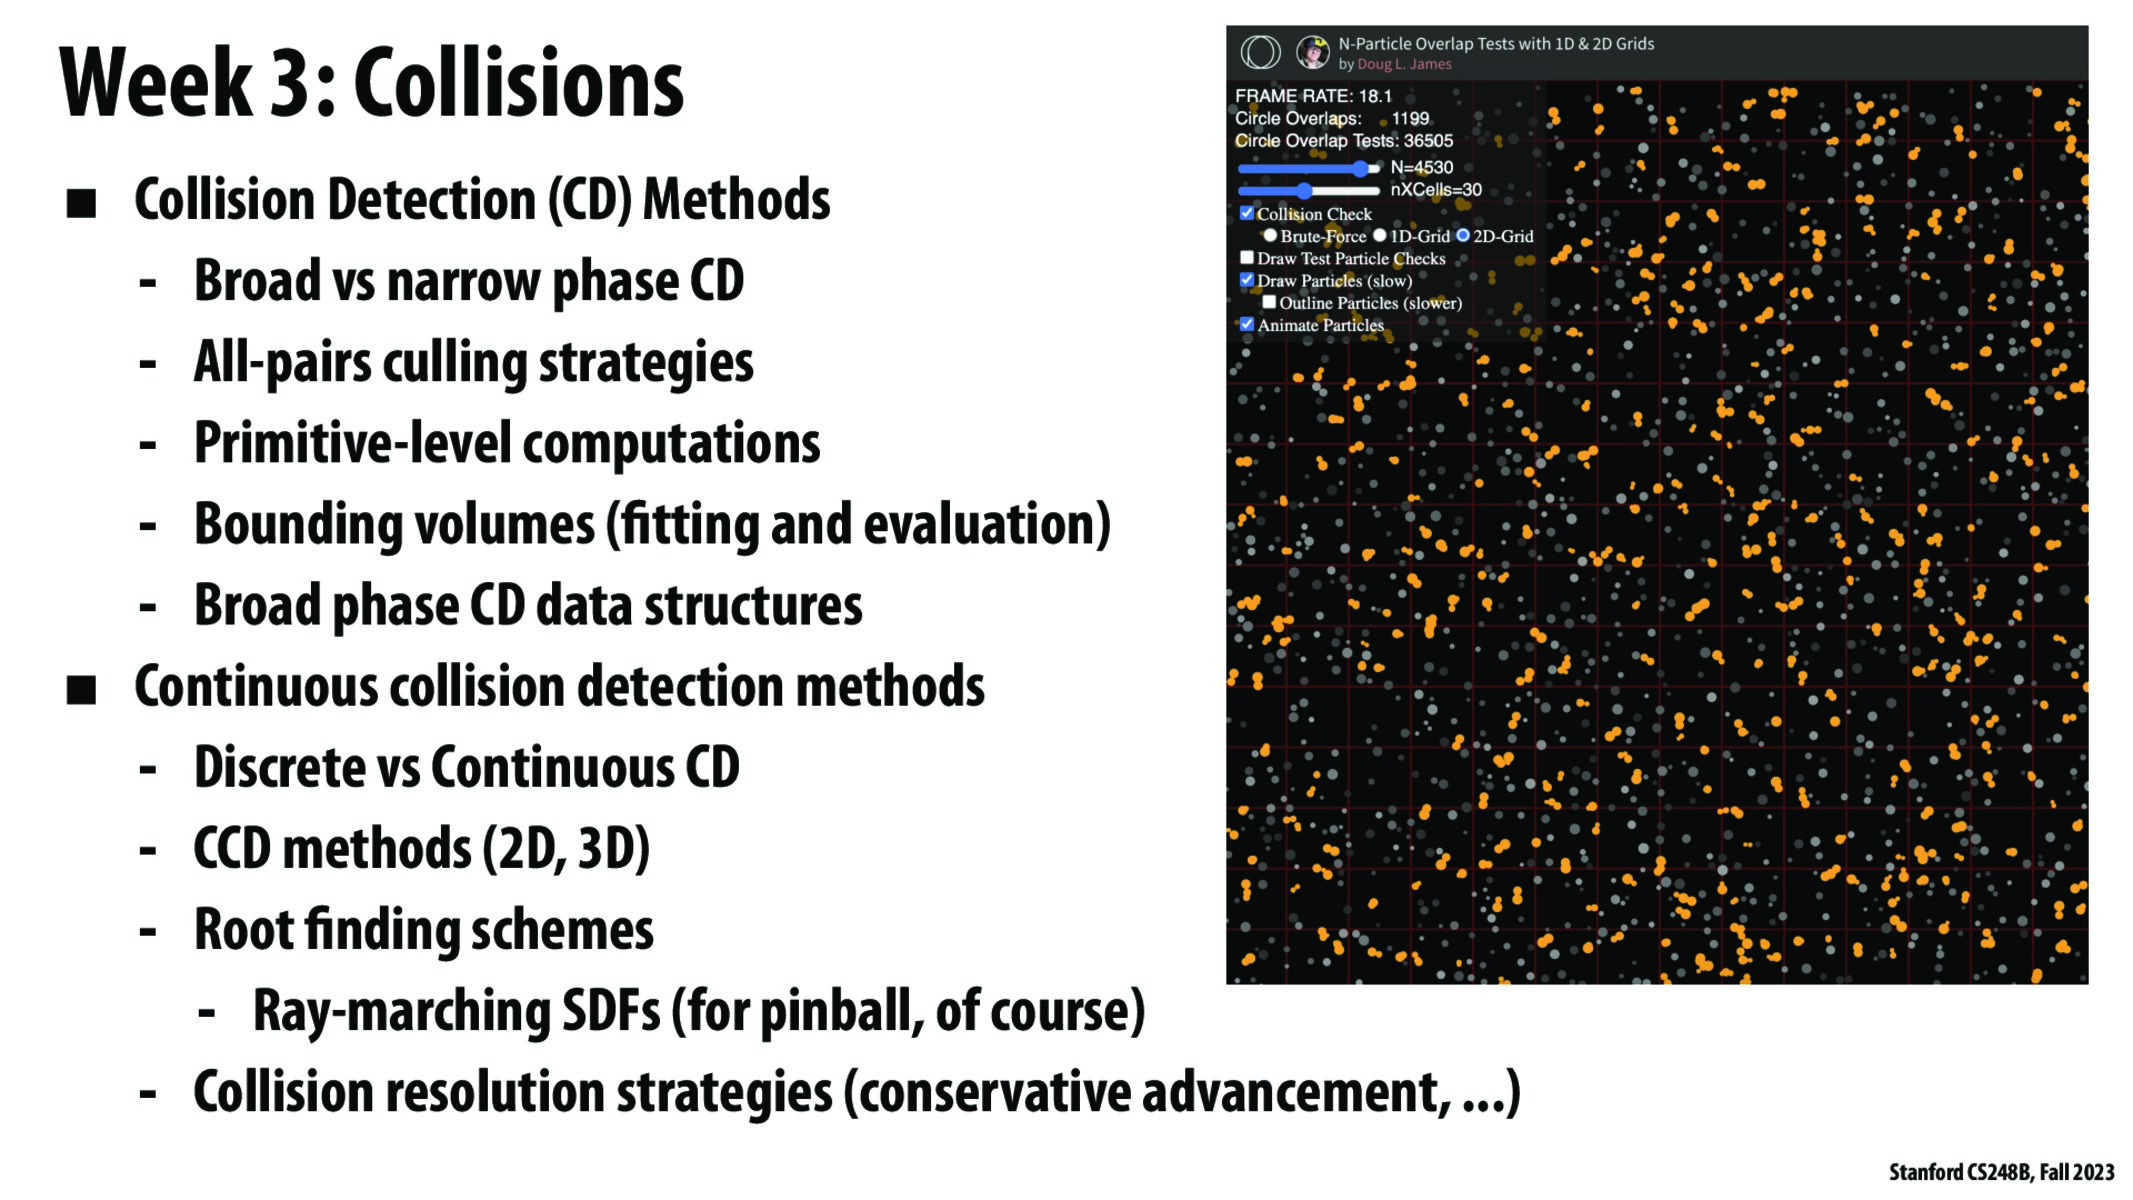 Week 3: Collisions
■ Collision Detection (CD) Methods
- Broad vs narrow phase CD
- All-pairs culling strategies
- Primitive-level computations
- Bounding volumes (fitting and evaluation)
- Broad phase CD data structures
■ Continuous collision detection methods
- Discrete vs Continuous CD
- CCD methods (2D, 3D)
- Root finding schemes
- Ray-marching SDFs (for pinball, of course)
- Collision resolution strategies (conservative advancement, ...)
N-Particle Overlap Tests with 1D & 2D Grids
by Doug L. James
FRAME RATE: 18.1
Circle Overlaps: 1199
Circle Overlap Tests: 36505
N=4530
nXCells=30
Collision Check
Brute-Force 1D-Grid 2D-Grid
Draw Test Particle Checks
Draw Particles (slow)
Outline Particles (slower)
Animate Particles
Stanford CS248B, Fall 2023